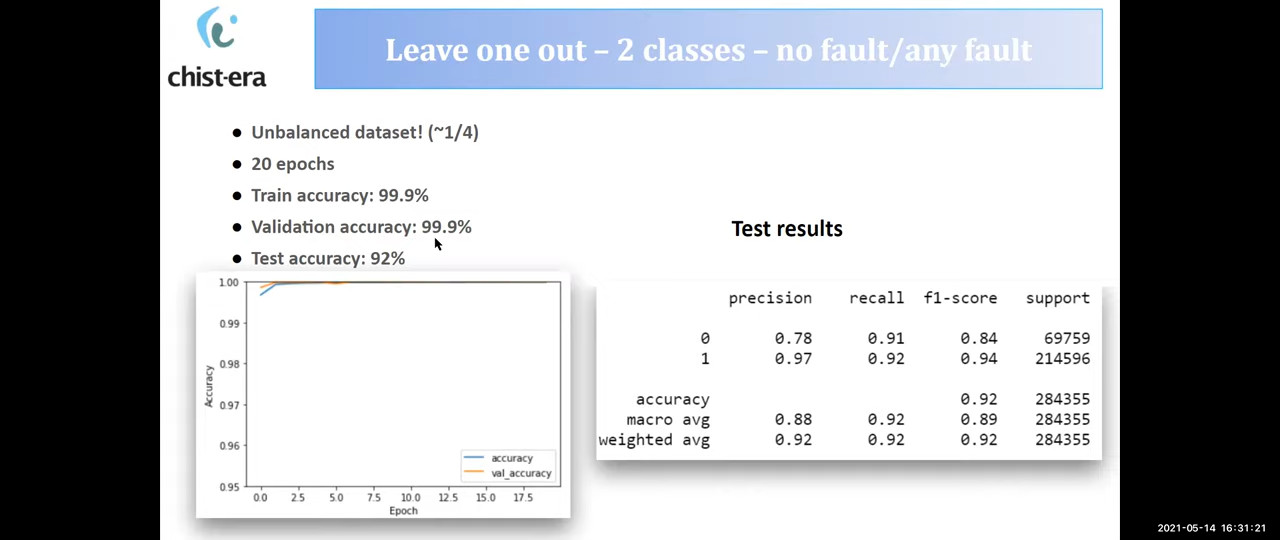 chist-era
Leave one out – 2 classes – no fault/any fault
● Unbalanced dataset! (~1/4)
● 20 epochs
● Train accuracy: 99.9%
● Validation accuracy: 99.9%
● Test accuracy: 92%
1.00
0.99
0.98
0.97
0.96
0.95
Accuracy
0.0 2.5 5.0 7.5 10.0 12.5 15.0 17.5
Epoch
accuracy
val_accuracy
Test results
precision recall f1-score support
0 0.78 0.91 0.84 69759
1 0.97 0.92 0.94 214596
accuracy 0.92 284355
macro avg 0.88 0.92 0.89 284355
weighted avg 0.92 0.92 0.92 284355
2021-05-14 16:31:21